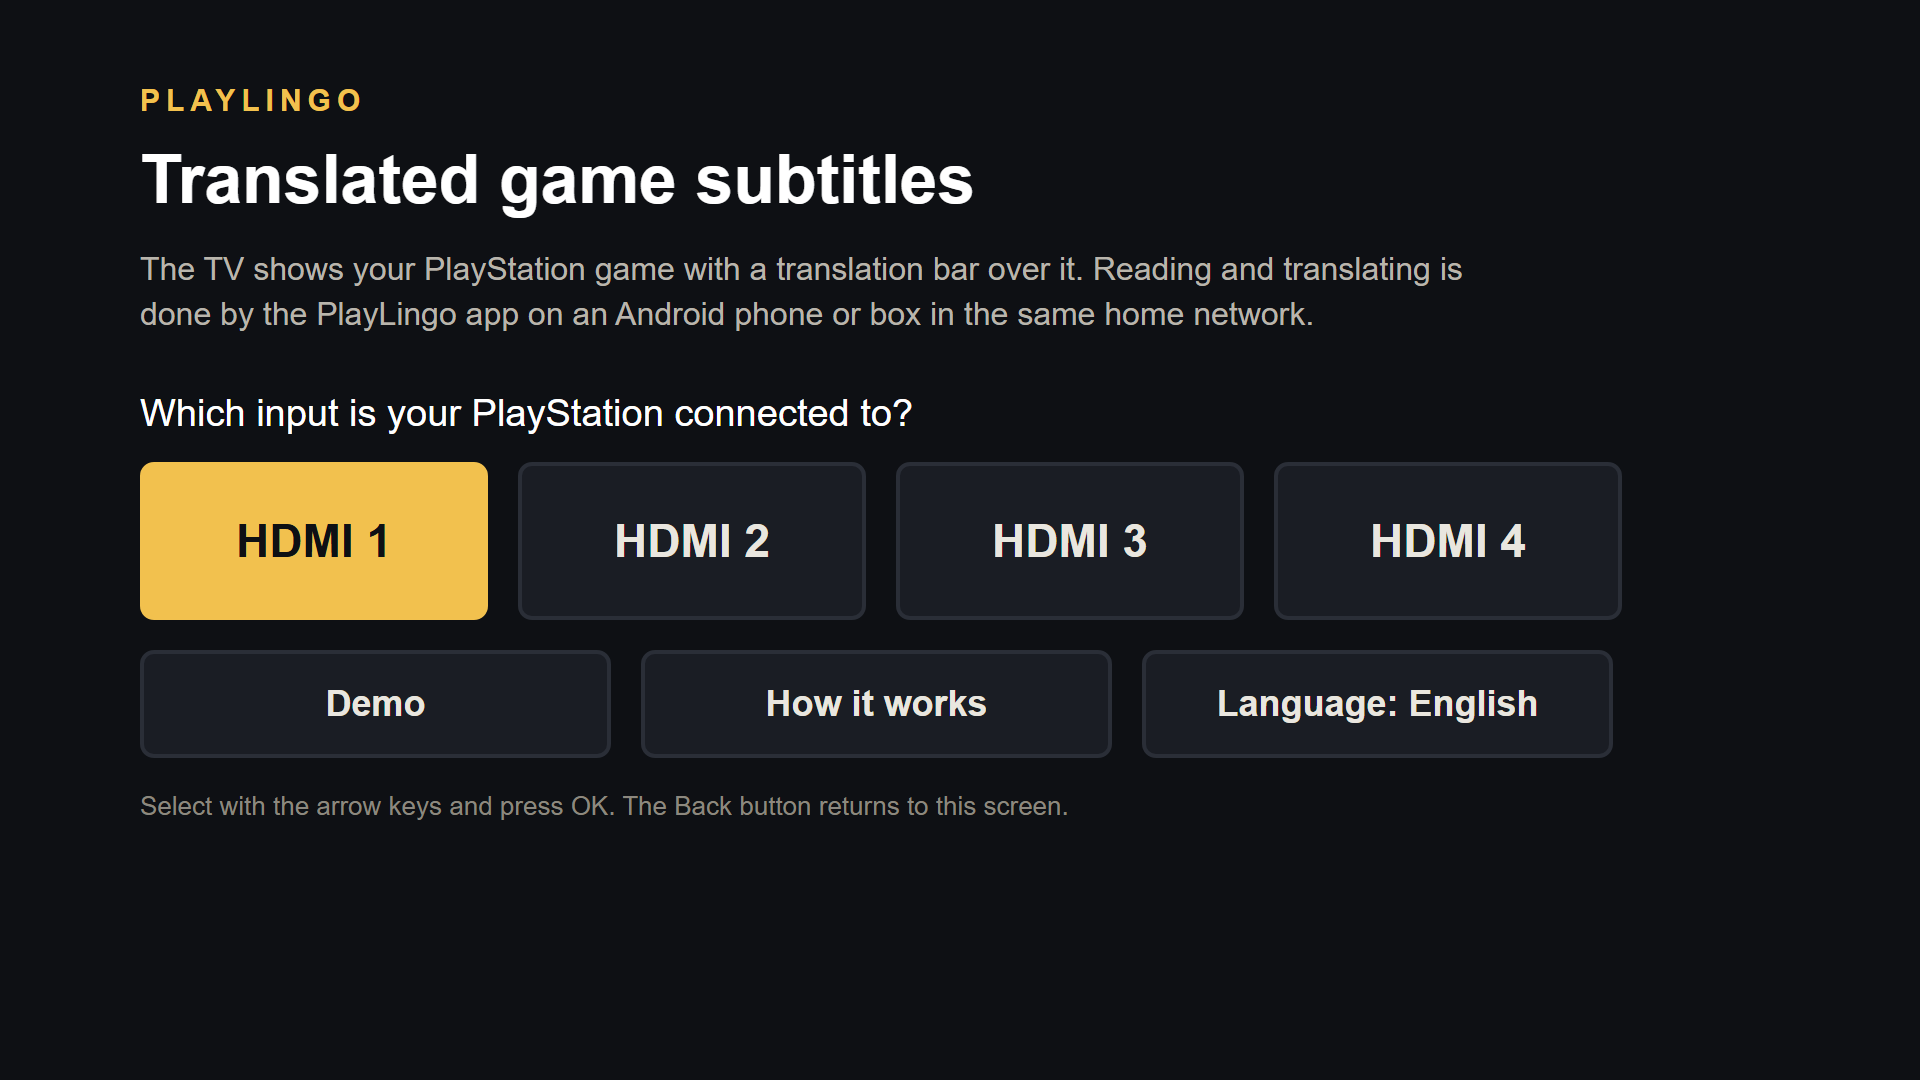 PLAYLINGO
Translated game subtitles
The TV shows your PlayStation game with a translation bar over it. Reading and translating is
done by the PlayLingo app on an Android phone or box in the same home network.
Which input is your PlayStation connected to?
HDMI 1
HDMI 2
HDMI 3
HDMI 4
Demo
How it works
Language: English
Select with the arrow keys and press OK. The Back button returns to this screen.